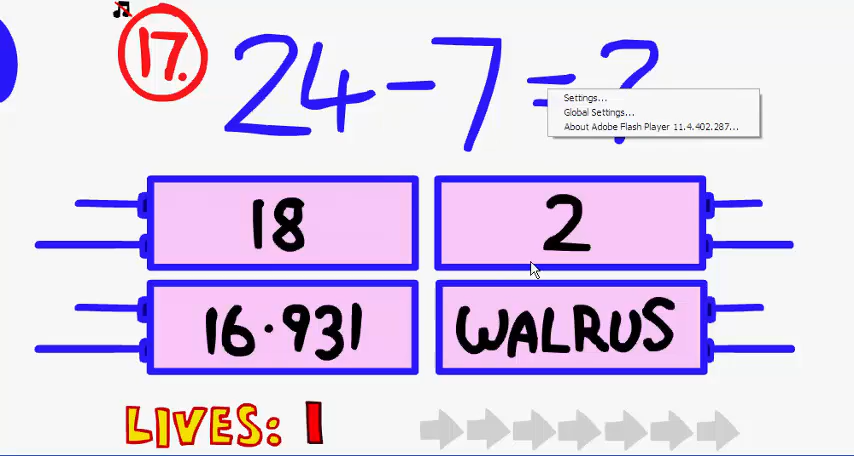 17. 24-7=?
Settings...
Global Settings...
About Adobe Flash Player 11.4.402.287...
18 2
16.931 WALRUS
LIVES: 1